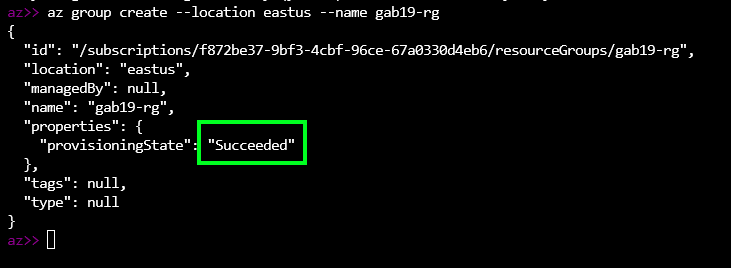 az>> az group create --location eastus --name gab19-rg
{
  "id": "/subscriptions/f872be37-9bf3-4cbf-96ce-67a0330d4eb6/resourceGroups/gab19-rg",
  "location": "eastus",
  "managedBy": null,
  "name": "gab19-rg",
  "properties": {
    "provisioningState": "Succeeded"
  },
  "tags": null,
  "type": null
}
az>>